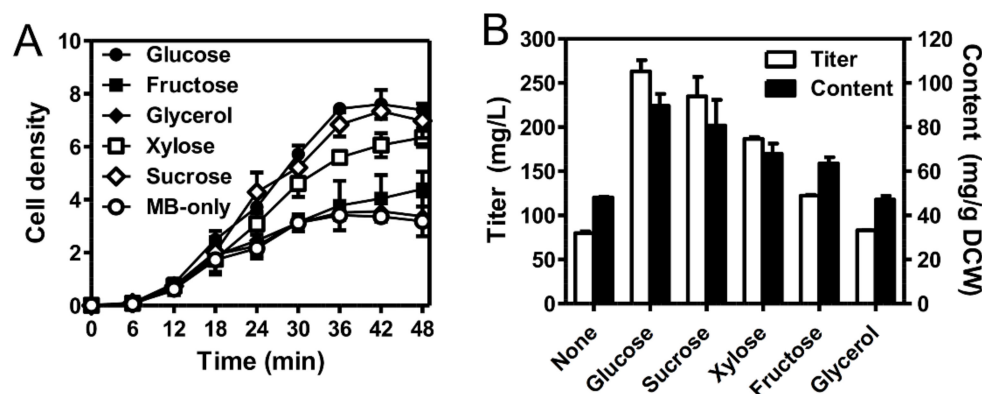 A
10
8
6
4
2
0
Cell density
Glucose
Fructose
Glycerol
Xylose
Sucrose
MB-only
0 6 12 18 24 30 36 42 48
Time (min)
B
300
250
200
150
100
50
0
Titer (mg/L)
Titer
Content
120
100
80
60
40
20
0
Content (mg/g DCW)
None
Glucose
Sucrose
Xylose
Fructose
Glycerol